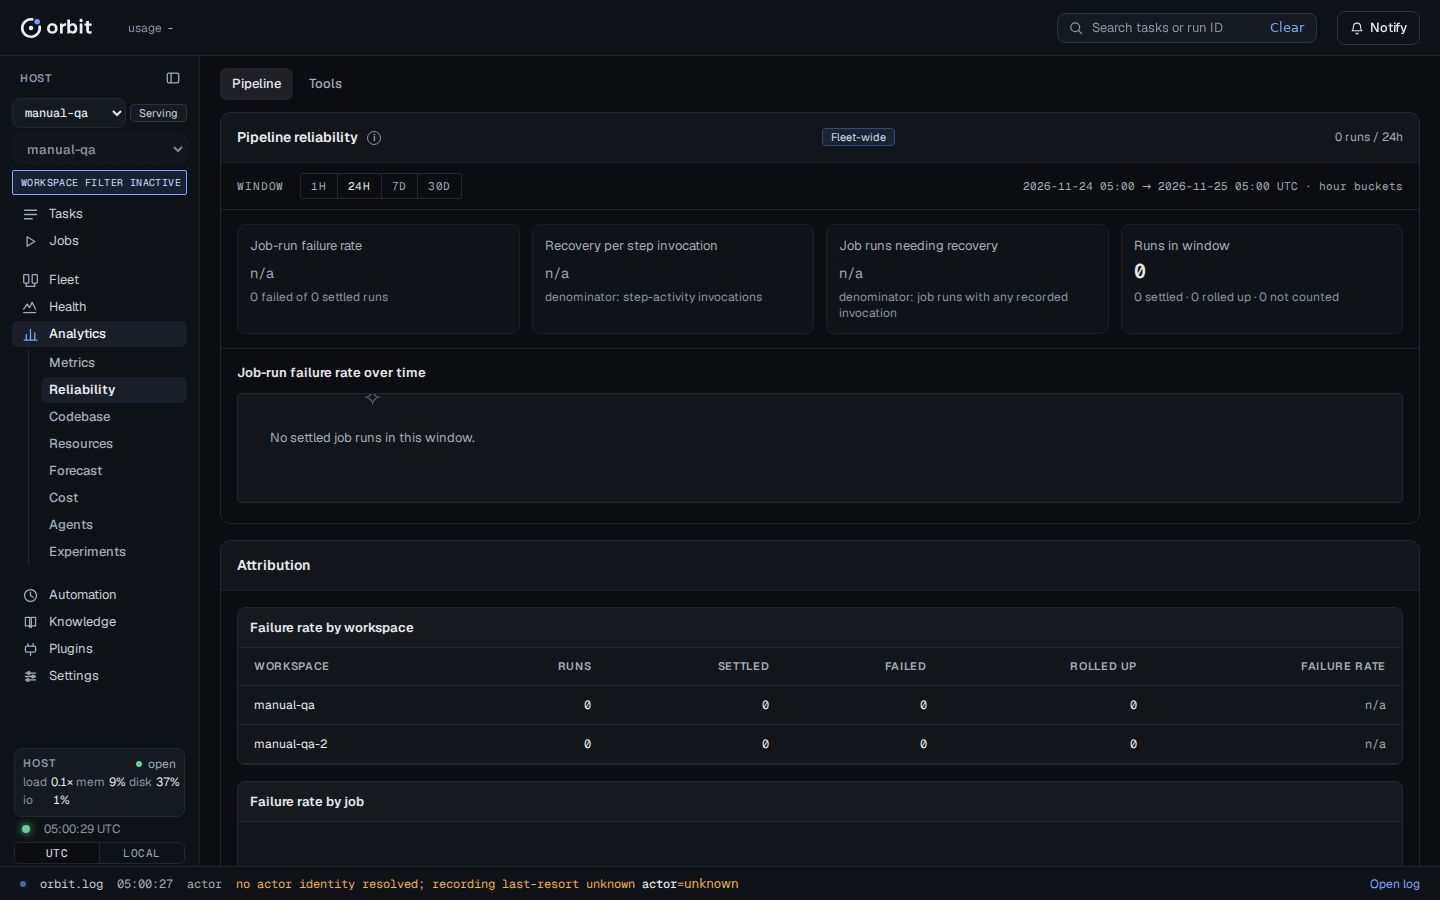 orbit
usage -
Search tasks or run ID
Clear
Notify
HOST
manual-qa
Serving
manual-qa
WORKSPACE FILTER INACTIVE
Tasks
Jobs
Fleet
Health
Analytics
Metrics
Reliability
Codebase
Resources
Forecast
Cost
Agents
Experiments
Automation
Knowledge
Plugins
Settings
HOST
open
load 0.1× mem 9% disk 37%
io 1%
05:00:29 UTC
UTC
LOCAL
Pipeline
Tools
Pipeline reliability
Fleet-wide
0 runs / 24h
WINDOW
1H
24H
7D
30D
2026-11-24 05:00 → 2026-11-25 05:00 UTC · hour buckets
Job-run failure rate
n/a
0 failed of 0 settled runs
Recovery per step invocation
n/a
denominator: step-activity invocations
Job runs needing recovery
n/a
denominator: job runs with any recorded
invocation
Runs in window
0
0 settled · 0 rolled up · 0 not counted
Job-run failure rate over time
No settled job runs in this window.
Attribution
Failure rate by workspace
WORKSPACE RUNS SETTLED FAILED ROLLED UP FAILURE RATE
manual-qa 0 0 0 0 n/a
manual-qa-2 0 0 0 0 n/a
Failure rate by job
orbit.log 05:00:27 actor no actor identity resolved; recording last-resort unknown actor=unknown
Open log